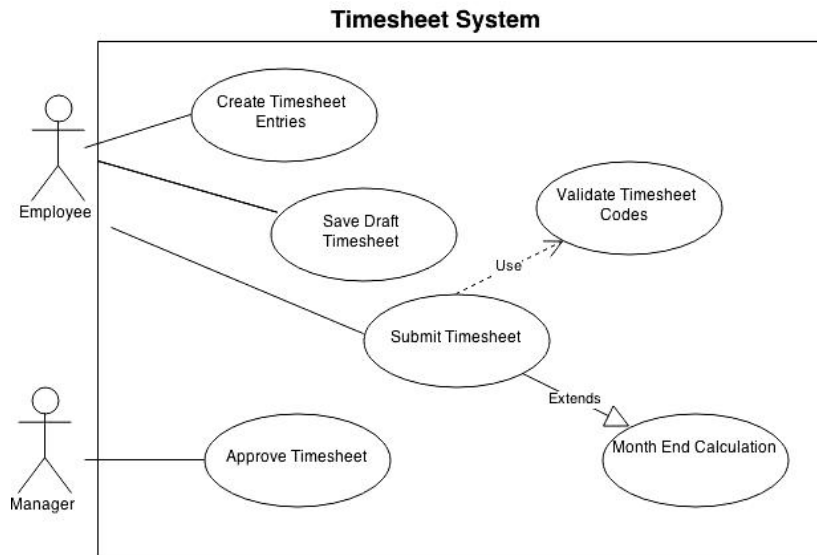 Timesheet System
Create Timesheet
Entries
Employee
Save Draft
Timesheet
Validate Timesheet
Codes
Use
Submit Timesheet
Extends
Manager
Approve Timesheet
Month End Calculation